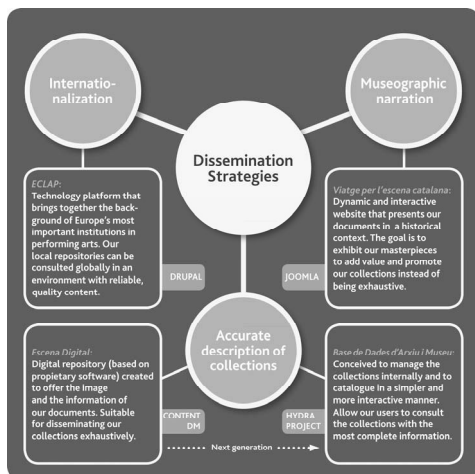 Internatio-
nalization
Museographic
narration
Dissemination
Strategies
ECLAP:
Technology platform that
brings together the back-
ground of Europe's most
important institutions in
performing arts. Our
local repositories can be
consulted globally in an
environment with reliable,
quality content.
DRUPAL
Viatge per l'escena catalana:
Dynamic and interactive
website that presents our
documents in a historical
context. The goal is to
exhibit our masterpieces
to add value and promote
our collections instead of
being exhaustive.
JOOMLA
Accurate
description of
collections
Escena Digital:
Digital repository (based on
propietary software) created
to offer the image
and the information of
our documents. Suitable
for disseminating our
collections exhaustively.
CONTENT
DM
Base de Dades d'Arxiu i Museu:
Conceived to manage the
collections internally and to
catalogue in a simpler and
more interactive manner.
Allow our users to consult
the collections with the
most complete information.
HYDRA
PROJECT
Next generation